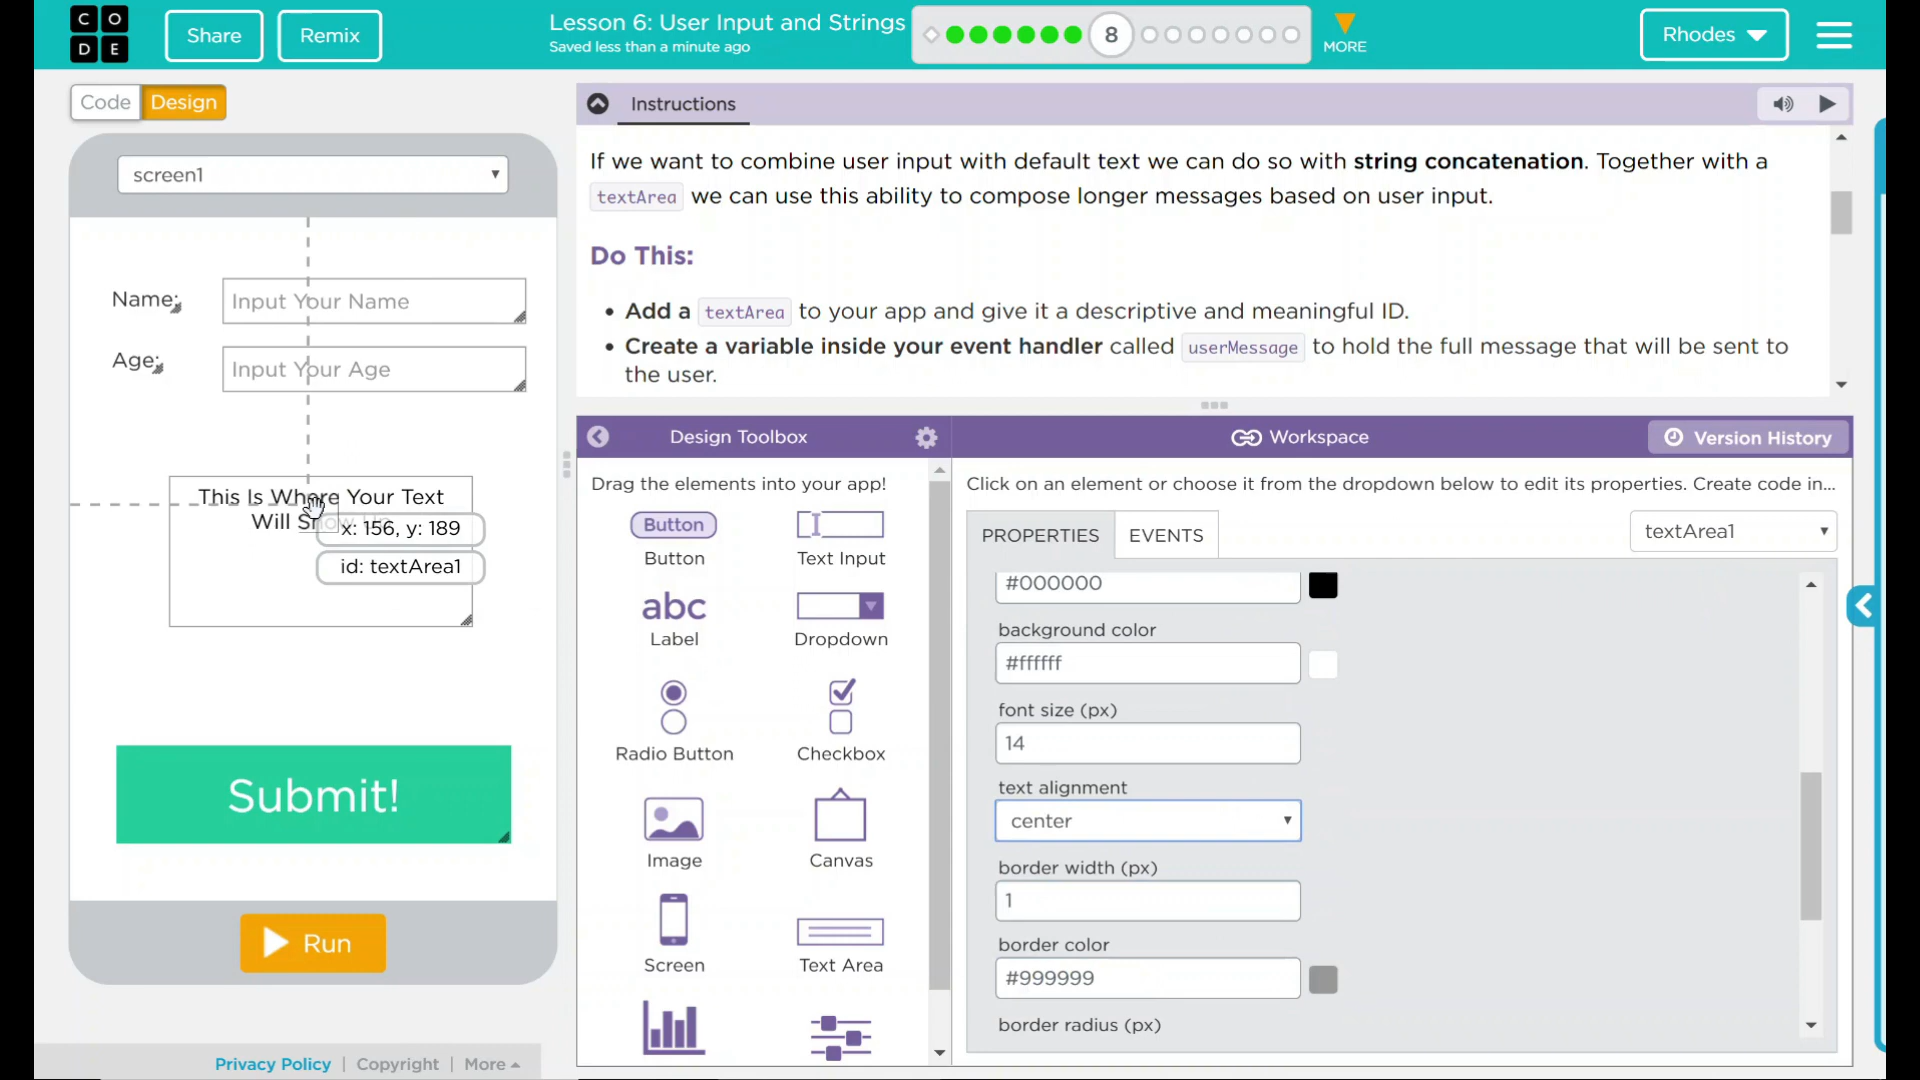 CODE
Share
Remix
Lesson 6: User Input and Strings
Saved less than a minute ago
8
MORE
Rhodes
Code
Design
screen1
Name:
Input Your Name
Age:
Input Your Age
This Is Where Your Text
x: 156, y: 189
id: textArea1
Submit!
Run
Privacy Policy | Copyright | More
Instructions
If we want to combine user input with default text we can do so with string concatenation. Together with a
textArea we can use this ability to compose longer messages based on user input.
Do This:
• Add a textArea to your app and give it a descriptive and meaningful ID.
• Create a variable inside your event handler called userMessage to hold the full message that will be sent to
the user.
Design Toolbox
Workspace
Version History
Drag the elements into your app!
Button
Button
Text Input
abc
Label
Dropdown
Radio Button
Checkbox
Image
Canvas
Screen
Text Area
Click on an element or choose it from the dropdown below to edit its properties. Create code in...
PROPERTIES
EVENTS
textArea1
#000000
background color
#ffffff
font size (px)
14
text alignment
center
border width (px)
1
border color
#999999
border radius (px)